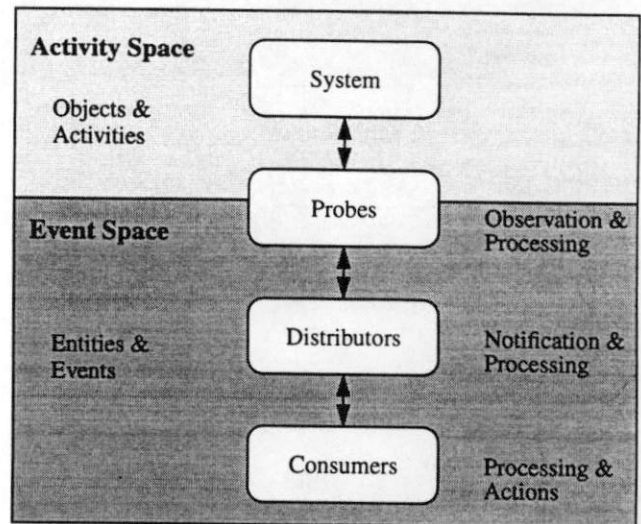 Activity Space
System
Objects &
Activities
Probes
Event Space
Observation &
Processing
Distributors
Entities &
Events
Notification &
Processing
Consumers
Processing &
Actions